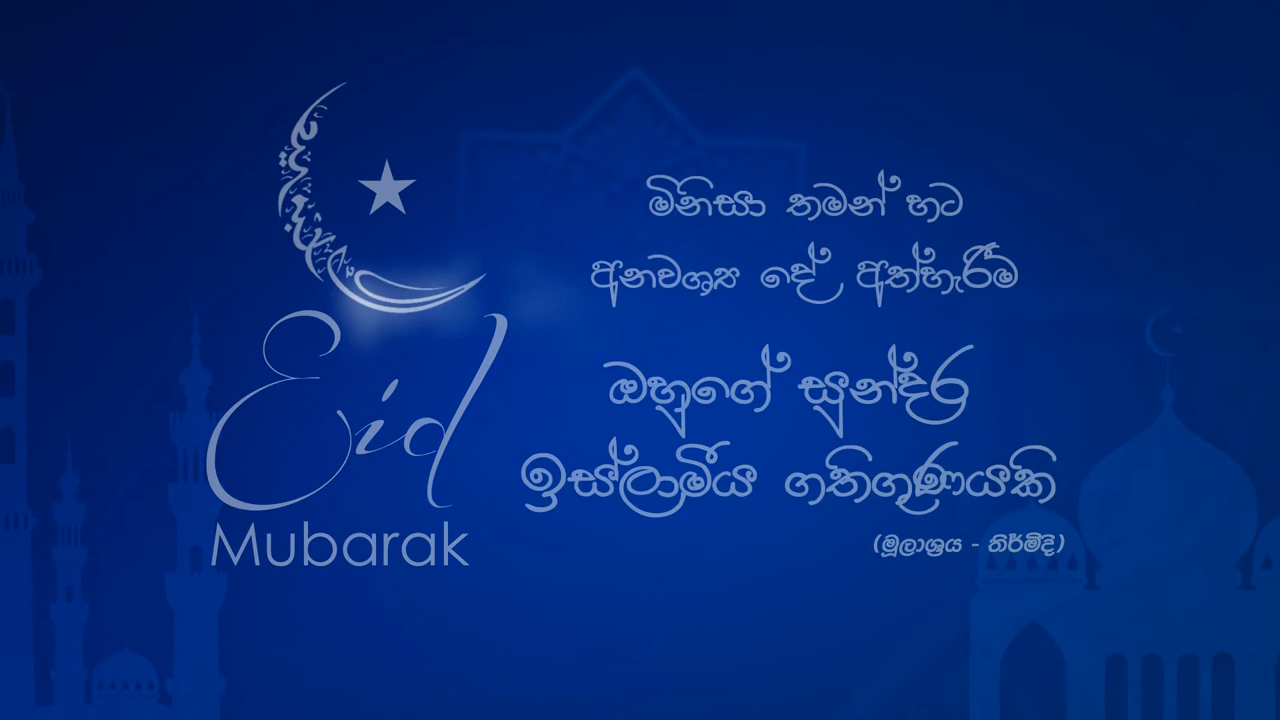 Eid
Mubarak
මිනිසා තමන් හට
අනවශ්‍ය දේ අත්හැරීම
ඔහුගේ සුන්දර
ඉස්ලාමීය ගතිගුණයකි
(මූලාශ්‍රය - තිර්මිදි)